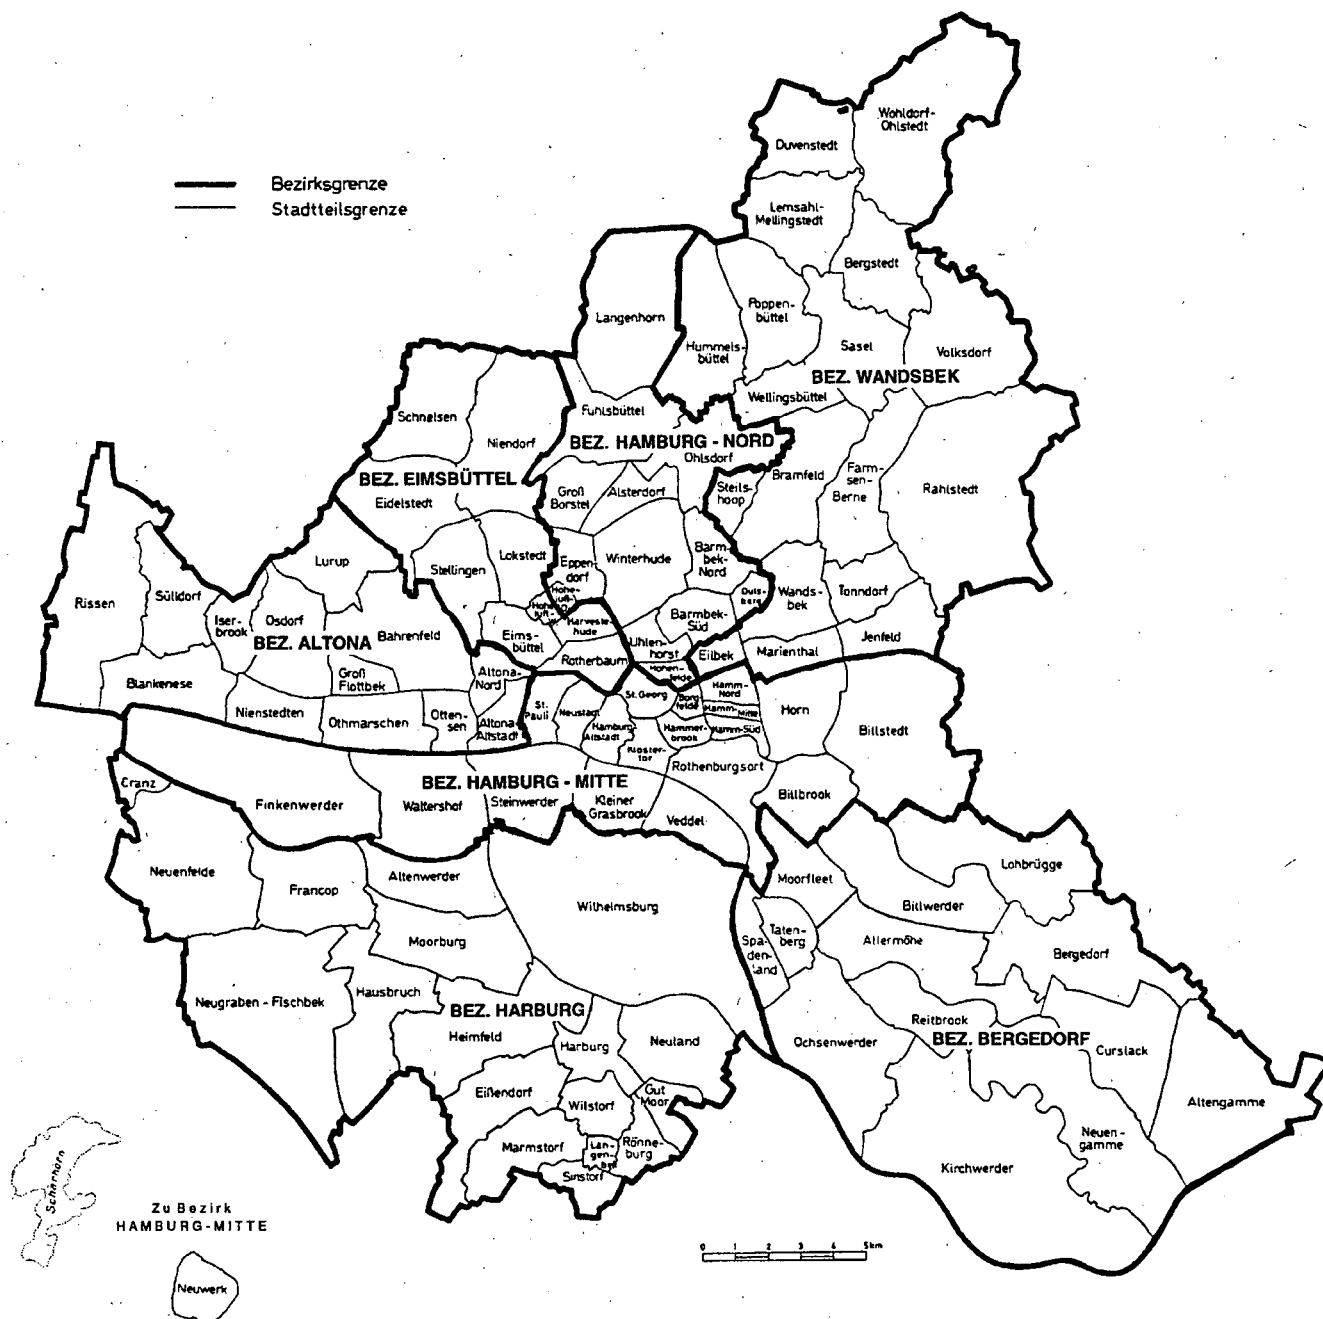 Bezirksgrenze
Stadtteilsgrenze
Wohldorf-
Ohlstedt
Duvenstedt
Lemsahl-
Mellingstedt
Bergstedt
Poppen-
büttel
Langenhorn
Hummels-
büttel
Sasel
Volksdorf
BEZ. WANDSBEK
Wellingsbüttel
Fuhlsbüttel
Schnelsen
Niendorf
BEZ. HAMBURG - NORD
Ohlsdorf
BEZ. EIMSBÜTTEL
Eidelstedt
Groß
Borstel
Alsterdorf
Steils-
hoop
Bramfeld
Farm-
sen-
Berne
Rahlstedt
Lurup
Stellingen
Lokstedt
Eppen-
dorf
Winterhude
Barm-
bek-
Nord
Rissen
Sülldorf
Iser-
brook
Osdorf
BEZ. ALTONA
Bahrenfeld
Hohe-
luft-
O.
Hohe-
luft-
W.
Eims-
büttel
Harveste-
hude
Barmbek-
Süd
Duls-
berg
Wands-
bek
Tonndorf
Jenfeld
Marienthal
Eilbek
Uhlen-
horst
Rotherbaum
Altona-
Nord
Groß
Flottbek
Blankenese
Nienstedten
Othmarschen
Otten-
sen
Altona-
Altstadt
St.
Pauli
Neustadt
Hamburg
Altstadt
St. Georg
Hohen-
felde
Borg-
felde
Hamm-
Nord
Hamm-
Mitte
Hamm-Süd
Hammer-
brook
Kloster-
tor
Horn
Billstedt
Rothenburgsort
Billbrook
BEZ. HAMBURG - MITTE
Cranz
Finkenwerder
Waltershof
Steinwerder
Kleiner
Grasbrook
Veddel
Neuenfelde
Francop
Altenwerder
Moorburg
Wilhelmsburg
Moorfleet
Lohbrügge
Billwerder
Spa-
den-
land
Taten-
berg
Allermöhe
Bergedorf
Neugraben - Fischbek
Hausbruch
BEZ. HARBURG
Heimfeld
Harburg
Neuland
Ochsenwerder
Reitbrook
BEZ. BERGEDORF
Curslack
Altengamme
Eißendorf
Wilstorf
Gut
Moor
Marmstorf
Lan-
gen-
bek
Rönne-
burg
Sinstorf
Kirchwerder
Neuen-
gamme
Scharhörn
Zu Bezirk
HAMBURG-MITTE
Neuwerk
0 1 2 3 4 5km